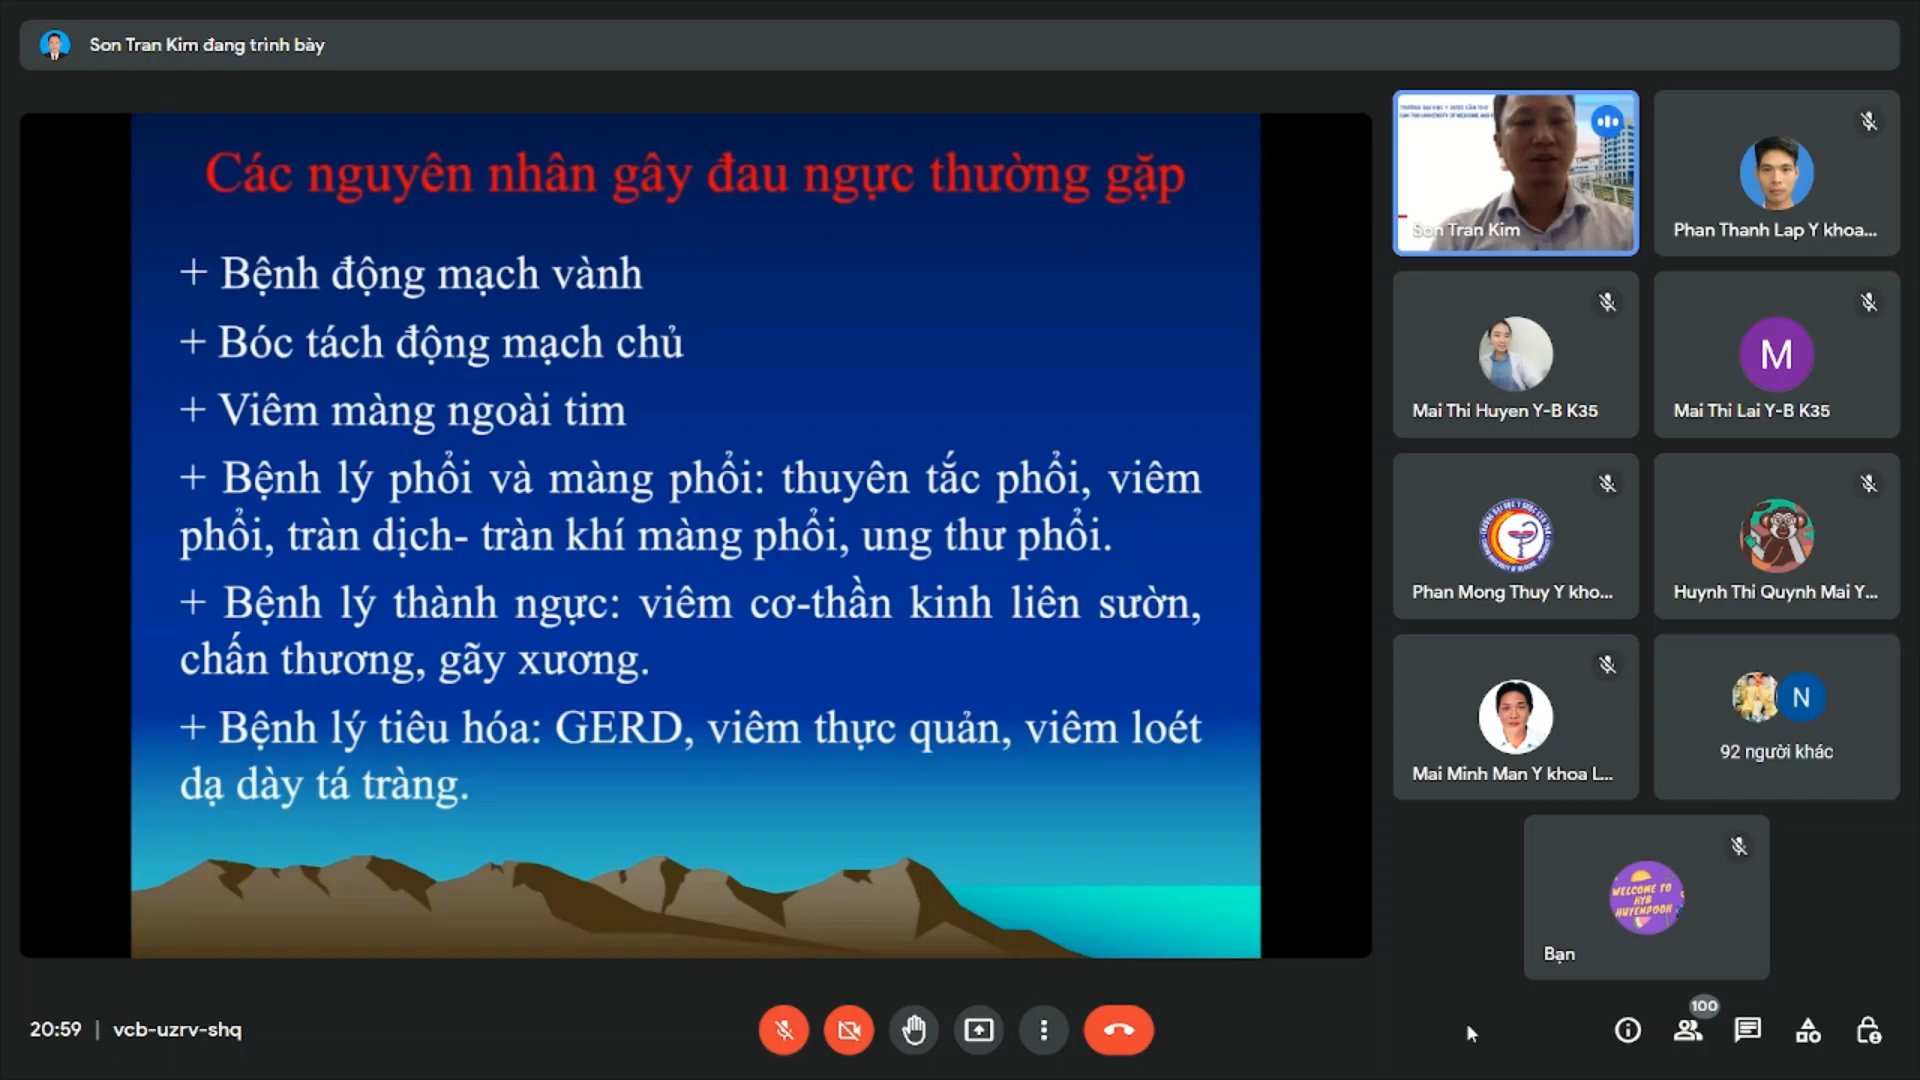 Son Tran Kim đang trình bày
Các nguyên nhân gây đau ngực thường gặp
+ Bệnh động mạch vành
+ Bóc tách động mạch chủ
+ Viêm màng ngoài tim
+ Bệnh lý phổi và màng phổi: thuyên tắc phổi, viêm
phổi, tràn dịch- tràn khí màng phổi, ung thư phổi.
+ Bệnh lý thành ngực: viêm cơ-thần kinh liên sườn,
chấn thương, gãy xương.
+ Bệnh lý tiêu hóa: GERD, viêm thực quản, viêm loét
dạ dày tá tràng.
Son Tran Kim
Phan Thanh Lap Y khoa...
Mai Thi Huyen Y-B K35
M
Mai Thi Lai Y-B K35
Phan Mong Thuy Y kho...
Huynh Thi Quynh Mai Y...
Mai Minh Man Y khoa L...
N
92 người khác
WELCOME TO
HYB
HUYENPOOH
Bạn
20:59 | vcb-uzrv-shq
100